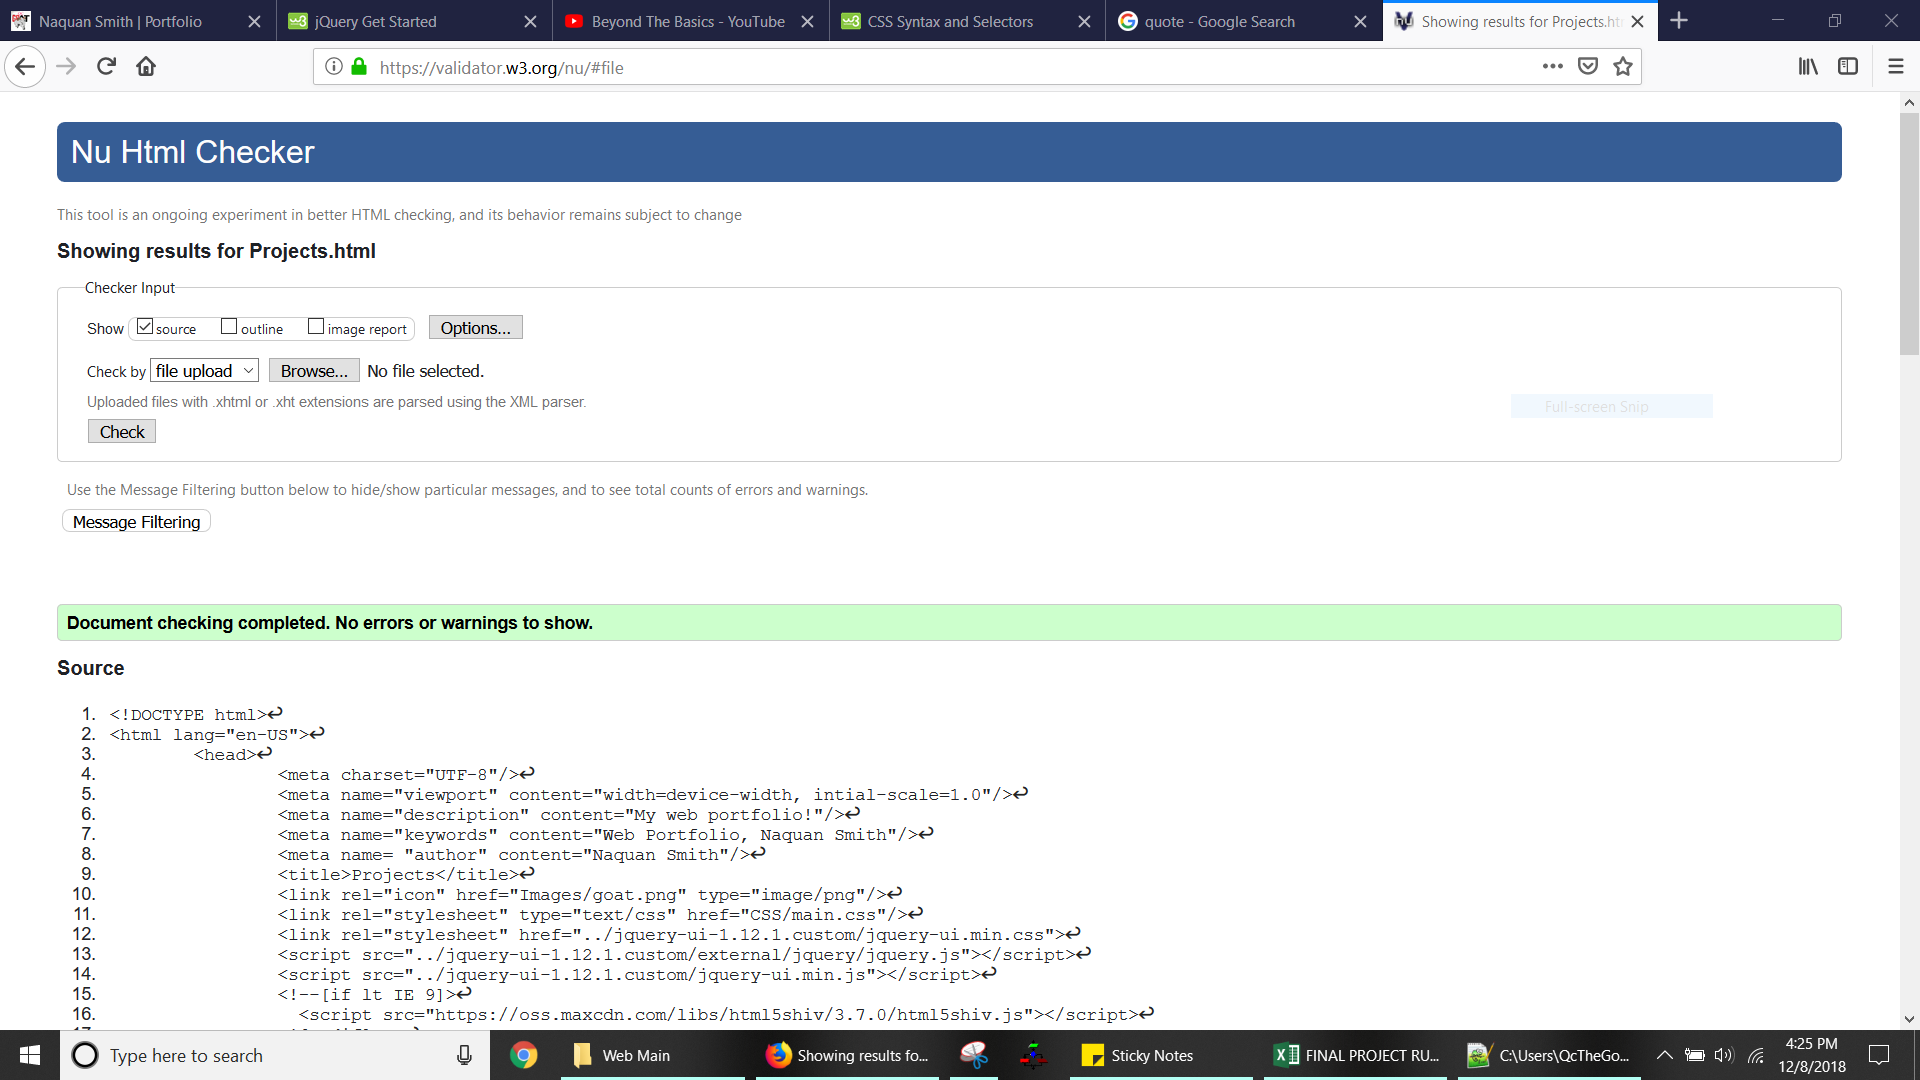 Naquan Smith | Portfolio
jQuery Get Started
Beyond The Basics - YouTube
CSS Syntax and Selectors
quote - Google Search
Showing results for Projects.ht
https://validator.w3.org/nu/#file
Nu Html Checker
This tool is an ongoing experiment in better HTML checking, and its behavior remains subject to change
Showing results for Projects.html
Checker Input
Show source outline image report Options...
Check by file upload Browse... No file selected.
Uploaded files with .xhtml or .xht extensions are parsed using the XML parser.
Full-screen Snip
Check
Use the Message Filtering button below to hide/show particular messages, and to see total counts of errors and warnings.
Message Filtering
Document checking completed. No errors or warnings to show.
Source
1. <!DOCTYPE html>↩
2. <html lang="en-US">↩
3. <head>↩
4. <meta charset="UTF-8"/>↩
5. <meta name="viewport" content="width=device-width, intial-scale=1.0"/>↩
6. <meta name="description" content="My web portfolio!"/>↩
7. <meta name="keywords" content="Web Portfolio, Naquan Smith"/>↩
8. <meta name= "author" content="Naquan Smith"/>↩
9. <title>Projects</title>↩
10. <link rel="icon" href="Images/goat.png" type="image/png"/>↩
11. <link rel="stylesheet" type="text/css" href="CSS/main.css"/>↩
12. <link rel="stylesheet" href="../jquery-ui-1.12.1.custom/jquery-ui.min.css">↩
13. <script src="../jquery-ui-1.12.1.custom/external/jquery/jquery.js"></script>↩
14. <script src="../jquery-ui-1.12.1.custom/jquery-ui.min.js"></script>↩
15. <!--[if lt IE 9]>↩
16. <script src="https://oss.maxcdn.com/libs/html5shiv/3.7.0/html5shiv.js"></script>↩
Type here to search
Web Main
Showing results fo...
Sticky Notes
FINAL PROJECT RU...
C:\Users\QcTheGo...
4:25 PM
12/8/2018